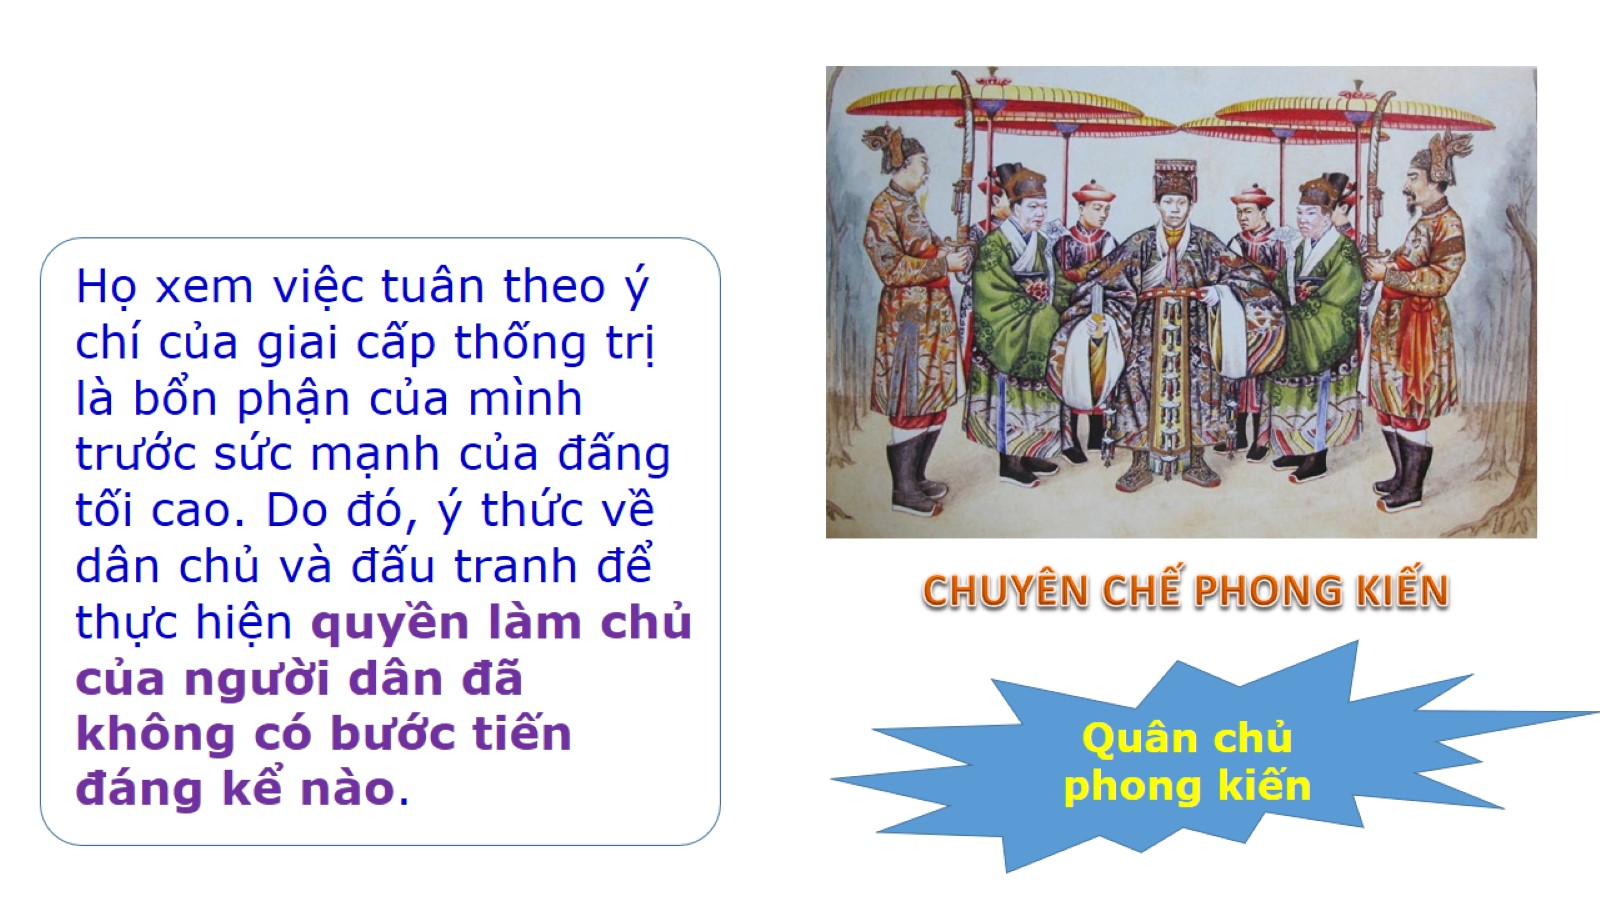 Họ xem việc tuân theo ý
chí của giai cấp thống trị
là bổn phận của mình
trước sức mạnh của đấng
tối cao. Do đó, ý thức về
dân chủ và đấu tranh để
thực hiện quyền làm chủ
của người dân đã
không có bước tiến
đáng kể nào.
CHUYÊN CHẾ PHONG KIẾN
Quân chủ
phong kiến